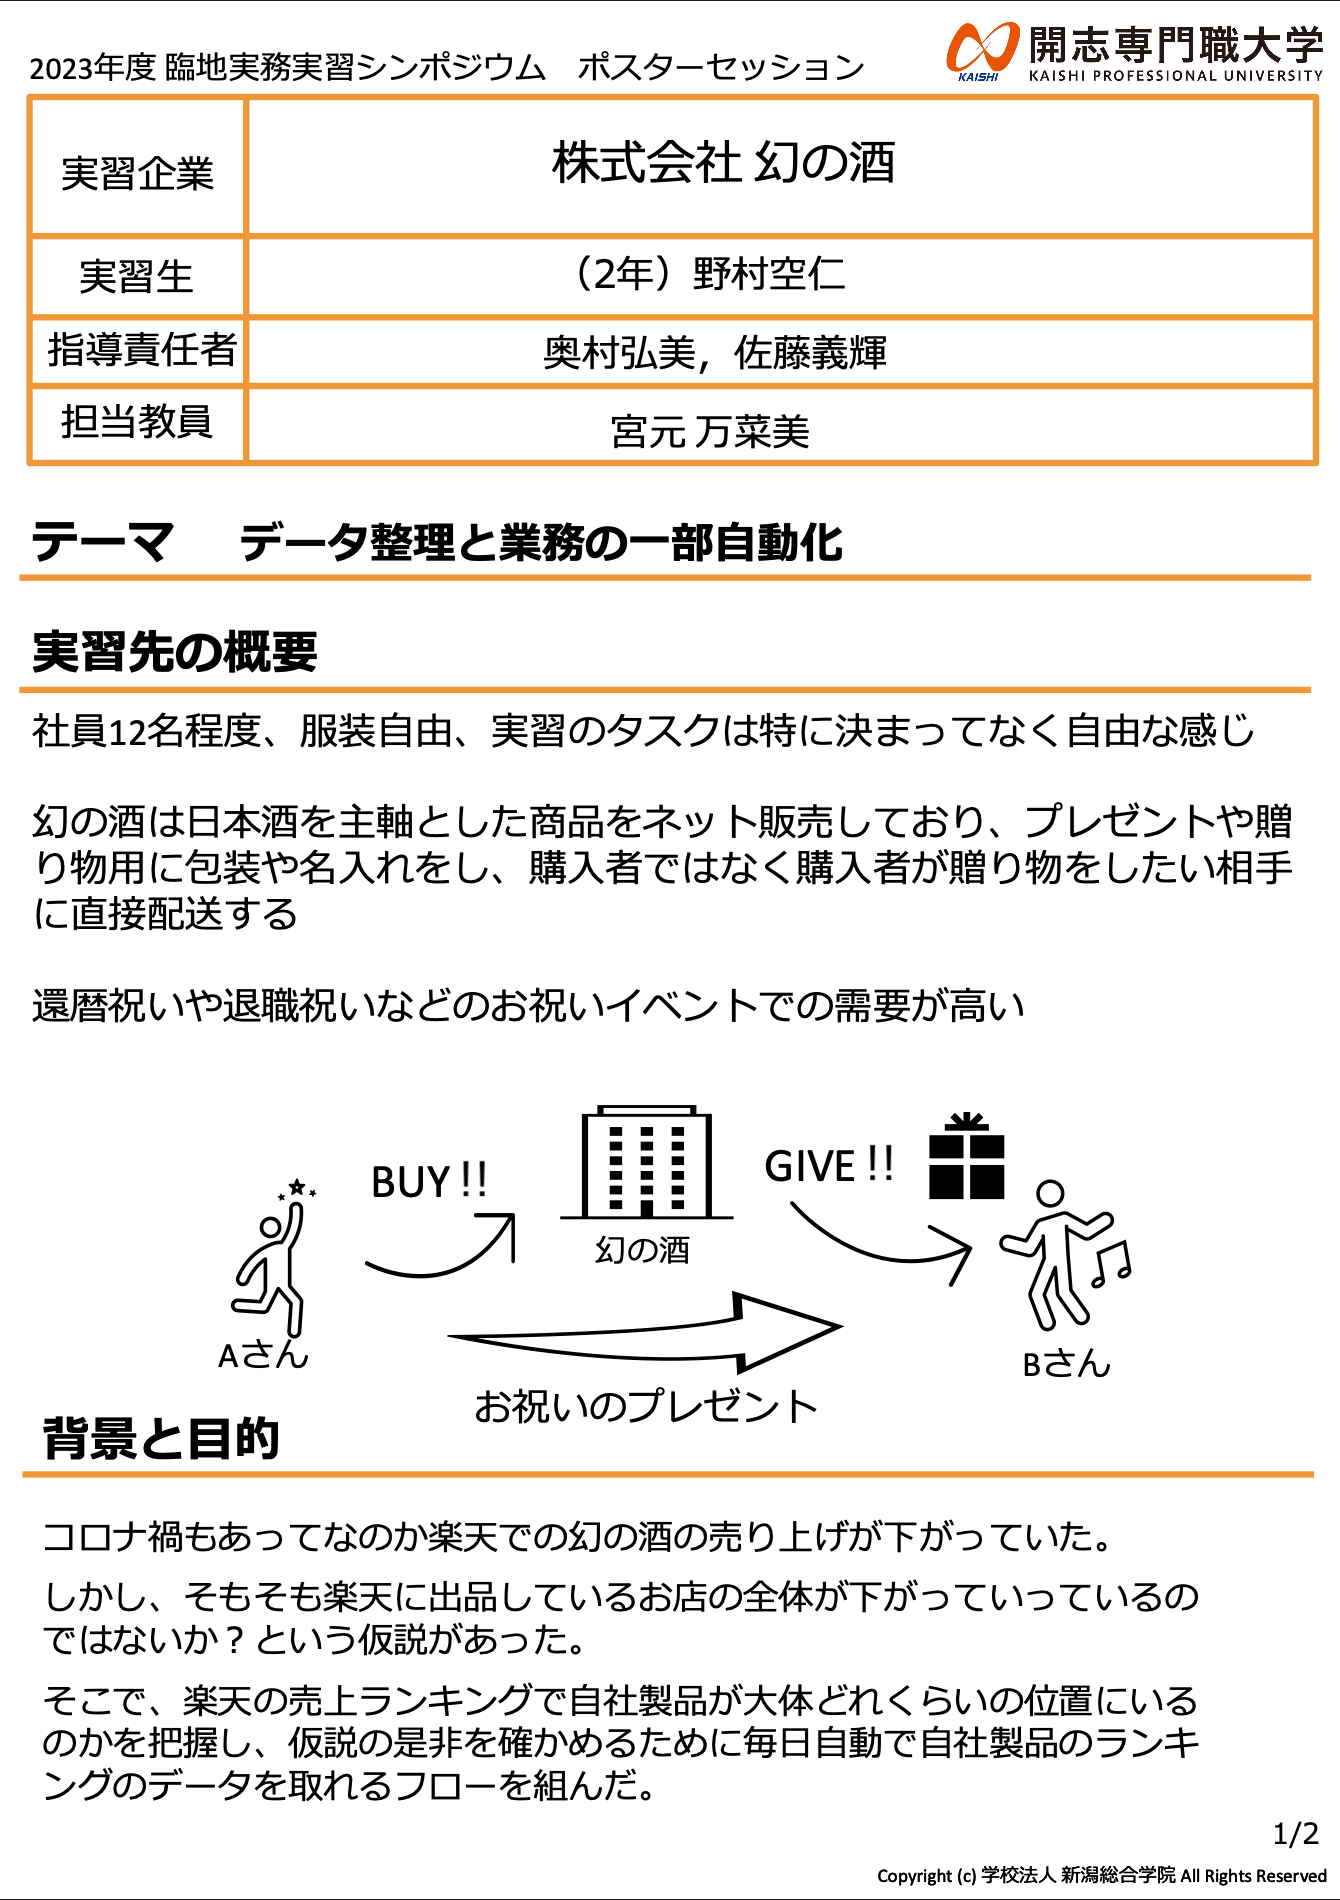 2023年度 臨地実務実習シンポジウム　ポスターセッション
KAISHI
開志専門職大学
KAISHI PROFESSIONAL UNIVERSITY
実習企業
株式会社 幻の酒
実習生
（2年）野村空仁
指導責任者
奥村弘美，佐藤義輝
担当教員
宮元 万菜美
テーマ　データ整理と業務の一部自動化
実習先の概要
社員12名程度、服装自由、実習のタスクは特に決まってなく自由な感じ
幻の酒は日本酒を主軸とした商品をネット販売しており、プレゼントや贈
り物用に包装や名入れをし、購入者ではなく購入者が贈り物をしたい相手
に直接配送する
還暦祝いや退職祝いなどのお祝いイベントでの需要が高い
BUY！！
GIVE！！
幻の酒
Aさん
Bさん
お祝いのプレゼント
背景と目的
コロナ禍もあってなのか楽天での幻の酒の売り上げが下がっていた。
しかし、そもそも楽天に出品しているお店の全体が下がっていっているの
ではないか？という仮説があった。
そこで、楽天の売上ランキングで自社製品が大体どれくらいの位置にいる
のかを把握し、仮説の是非を確かめるために毎日自動で自社製品のランキ
ングのデータを取れるフローを組んだ。
1/2
Copyright (c) 学校法人 新潟総合学院 All Rights Reserved